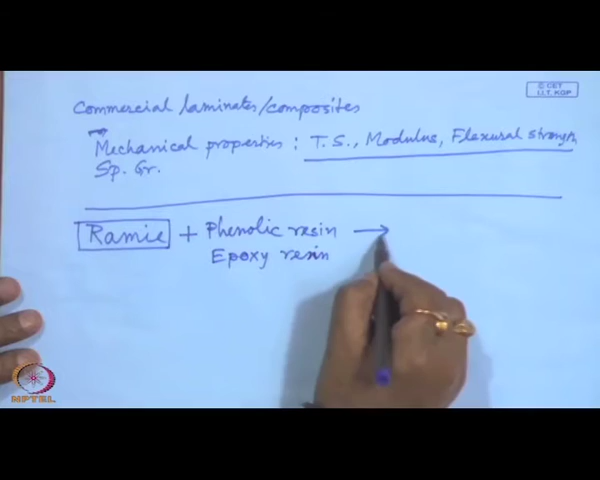 © CET
I.I.T. KGP
Commercial laminates/composites
Mechanical properties : T.S., Modulus, Flexural strength
Sp. Gr.
Ramie + Phenolic resin →
Epoxy resin
NPTEL